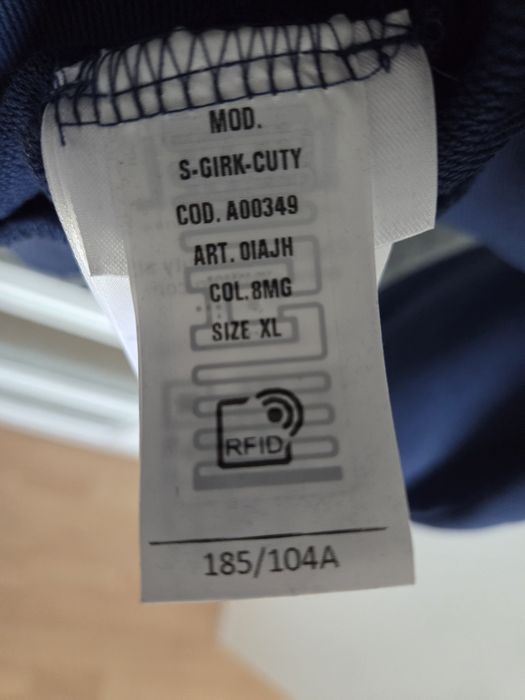 MOD.
S-GIRK-CUTY
COD. A00349
ART. 0IAJH
COL.8MG
SIZE XL
RFID
185/104A